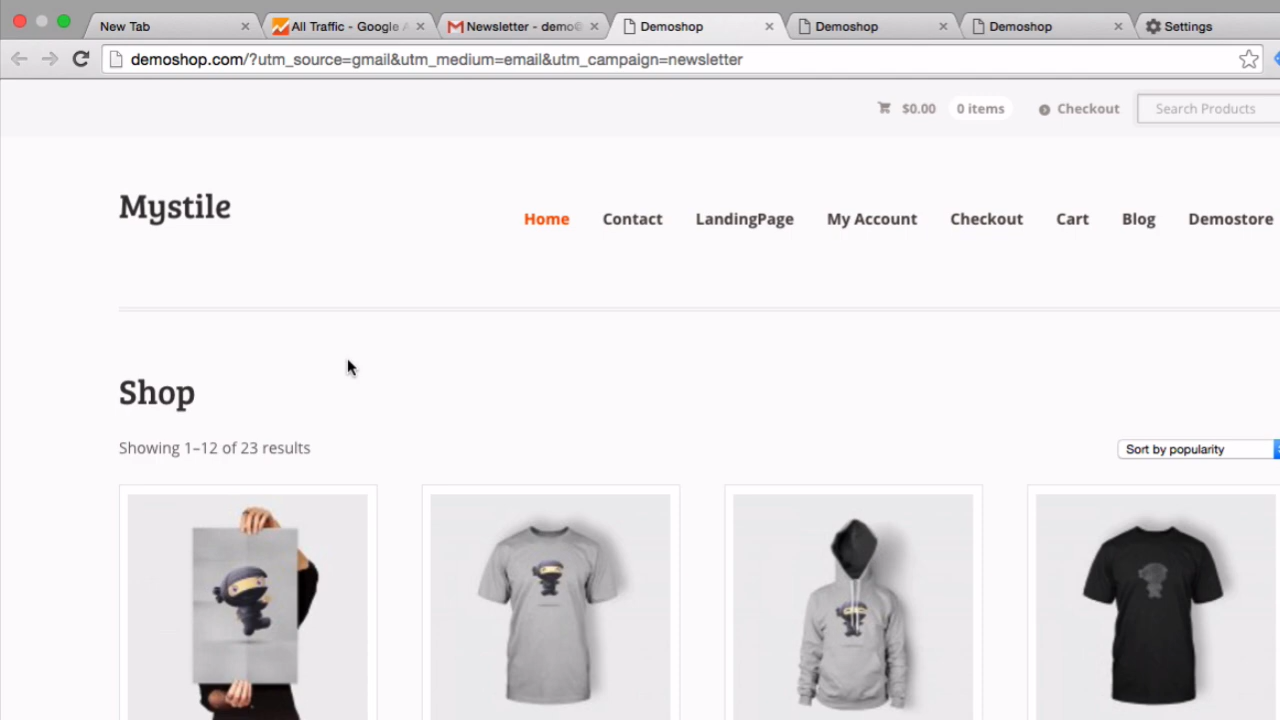 New Tab
All Traffic - Google A
Newsletter - demo@
Demoshop
Demoshop
Demoshop
Settings
demoshop.com/?utm_source=gmail&utm_medium=email&utm_campaign=newsletter
$0.00 0 items Checkout Search Products
Mystile
Home Contact LandingPage My Account Checkout Cart Blog Demostore
Shop
Showing 1–12 of 23 results
Sort by popularity